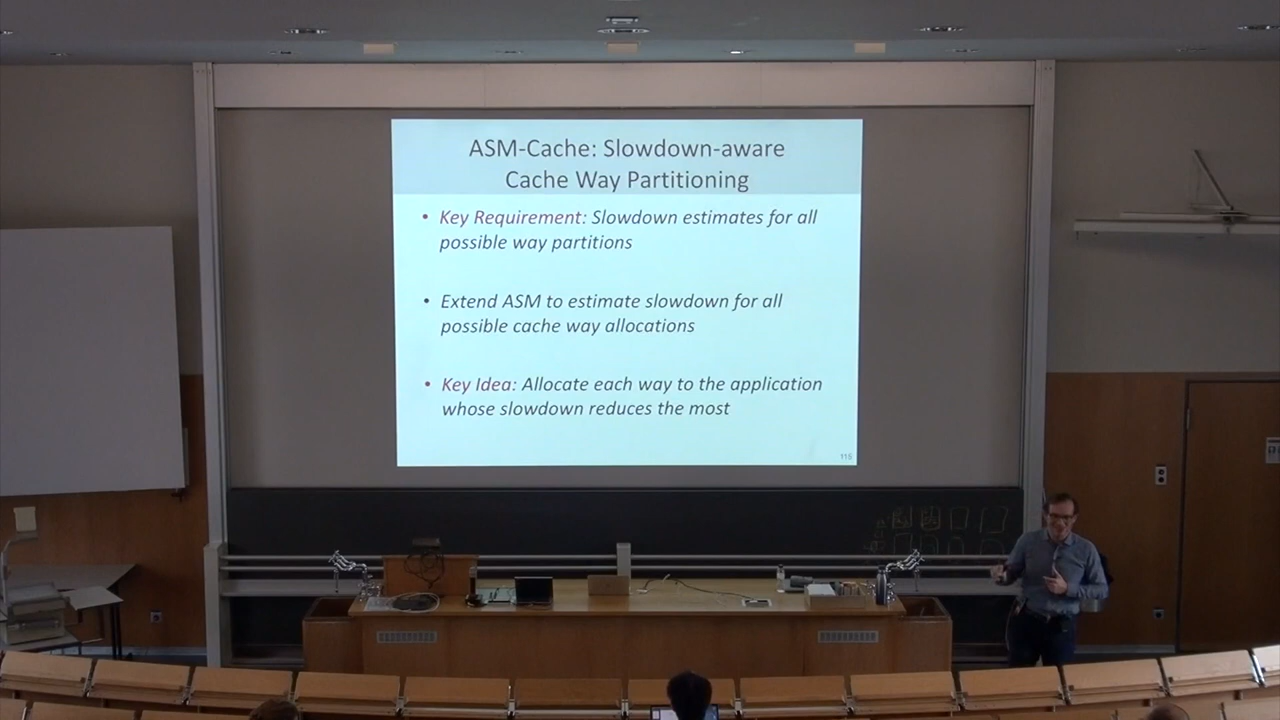 ASM-Cache: Slowdown-aware
Cache Way Partitioning
• Key Requirement: Slowdown estimates for all
possible way partitions
• Extend ASM to estimate slowdown for all
possible cache way allocations
• Key Idea: Allocate each way to the application
whose slowdown reduces the most